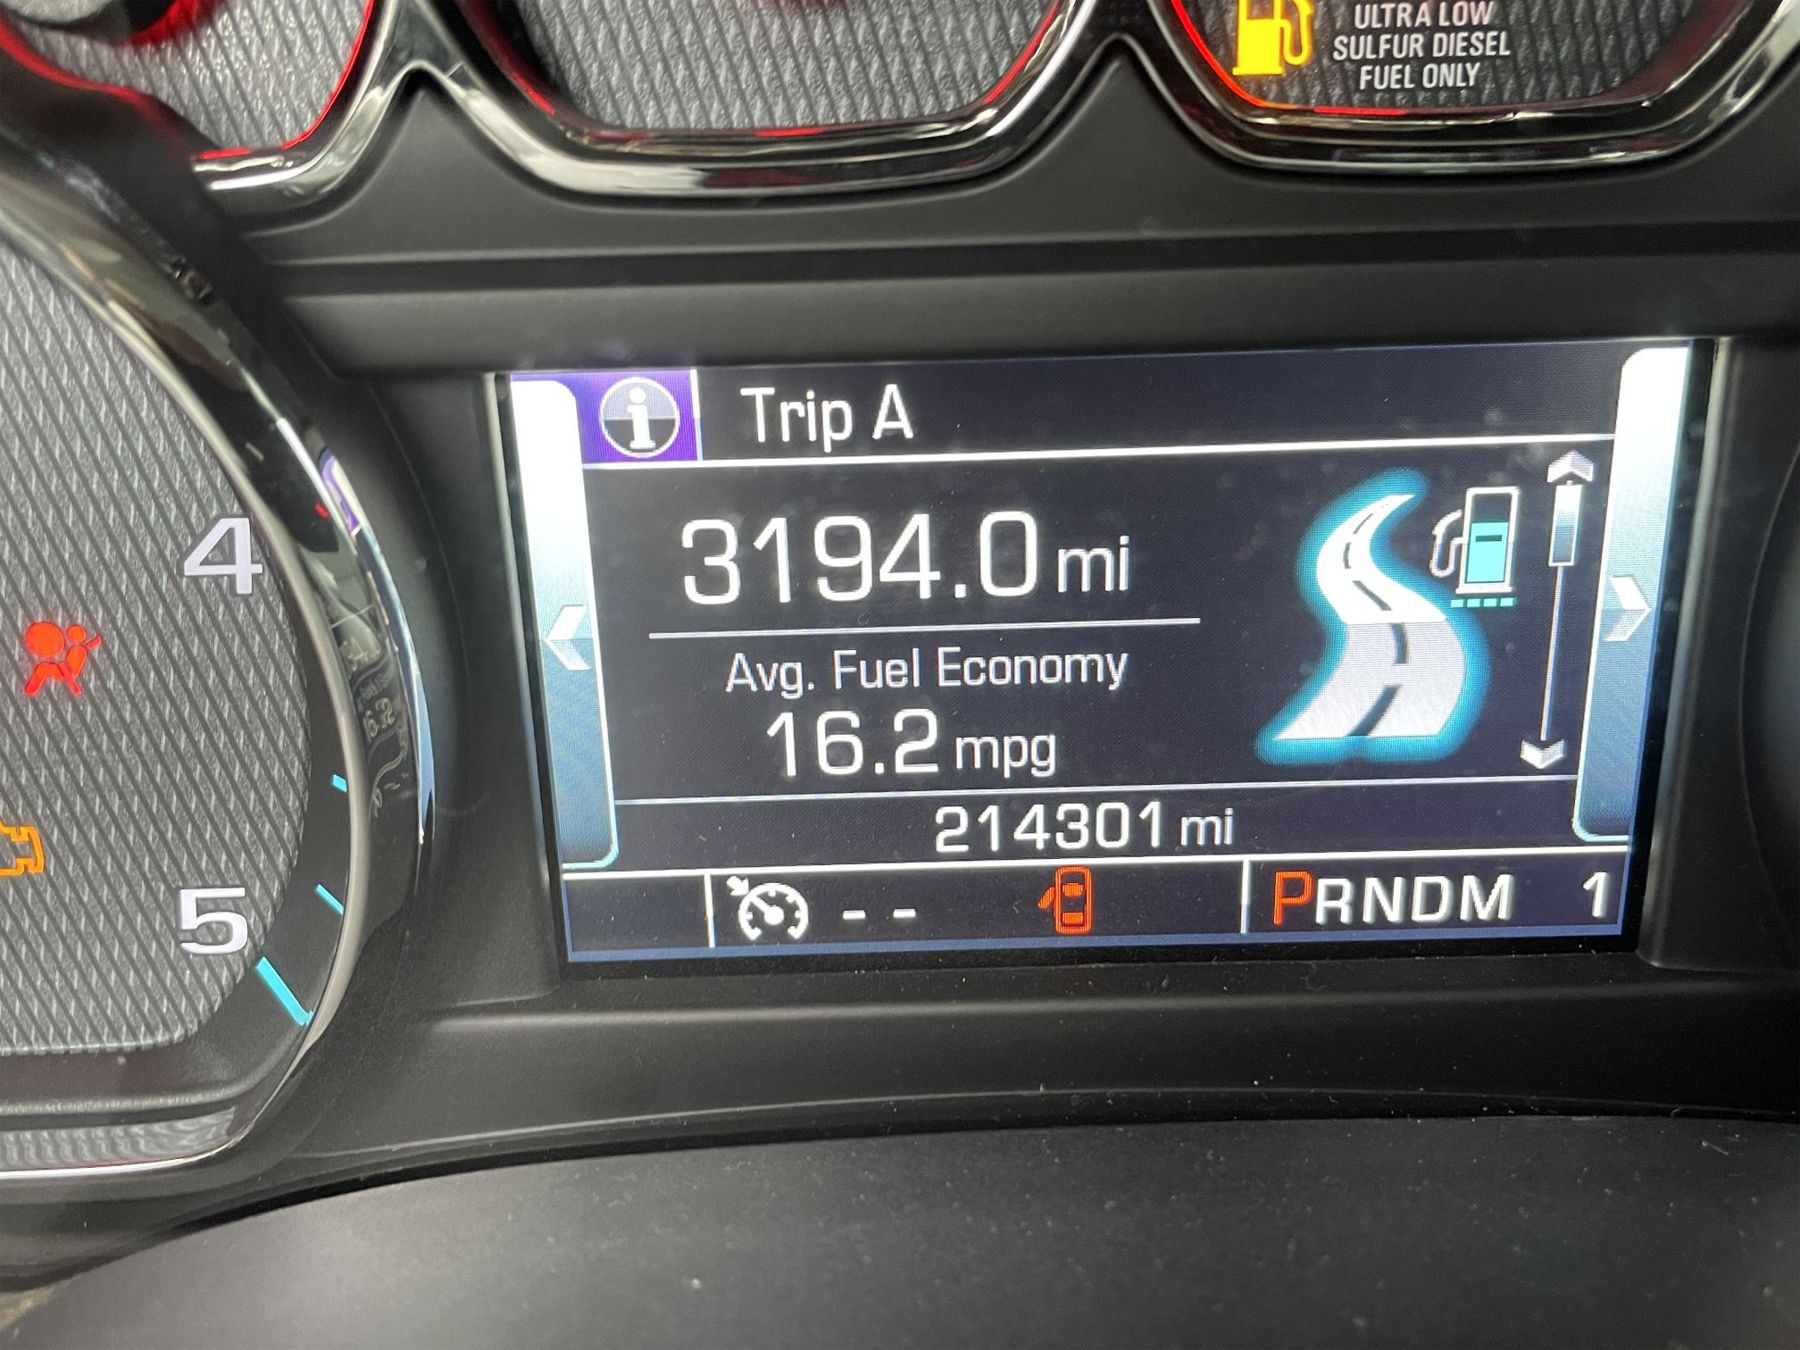 ULTRA LOW
SULFUR DIESEL
FUEL ONLY
Trip A
3194.0 mi
Avg. Fuel Economy
16.2 mpg
214301 mi
-- PRNDM 1
4
5